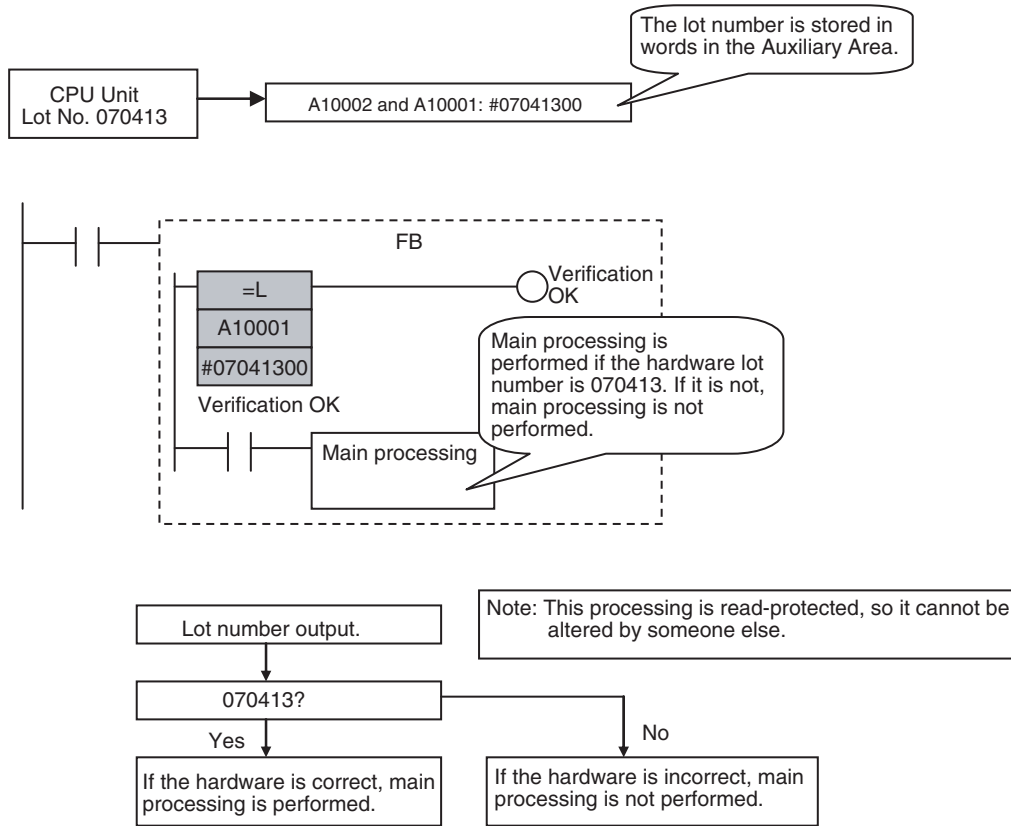 The lot number is stored in
words in the Auxiliary Area.
CPU Unit
Lot No. 070413
A10002 and A10001: #07041300
FB
=L
A10001
#07041300
Verification
OK
Main processing is
performed if the hardware lot
number is 070413. If it is not,
main processing is not
performed.
Verification OK
Main processing
Lot number output.
Note: This processing is read-protected, so it cannot be
altered by someone else.
070413?
Yes
No
If the hardware is correct, main
processing is performed.
If the hardware is incorrect, main
processing is not performed.